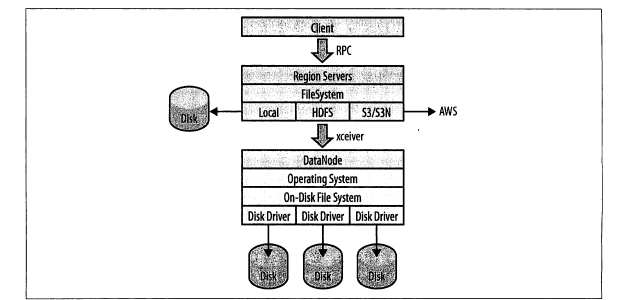 Client
RPC
Region Servers
FileSystem
Disk
Local HDFS S3/S3N
AWS
xceiver
DataNode
Operating System
On-Disk File System
Disk Driver Disk Driver Disk Driver
Disk Disk Disk